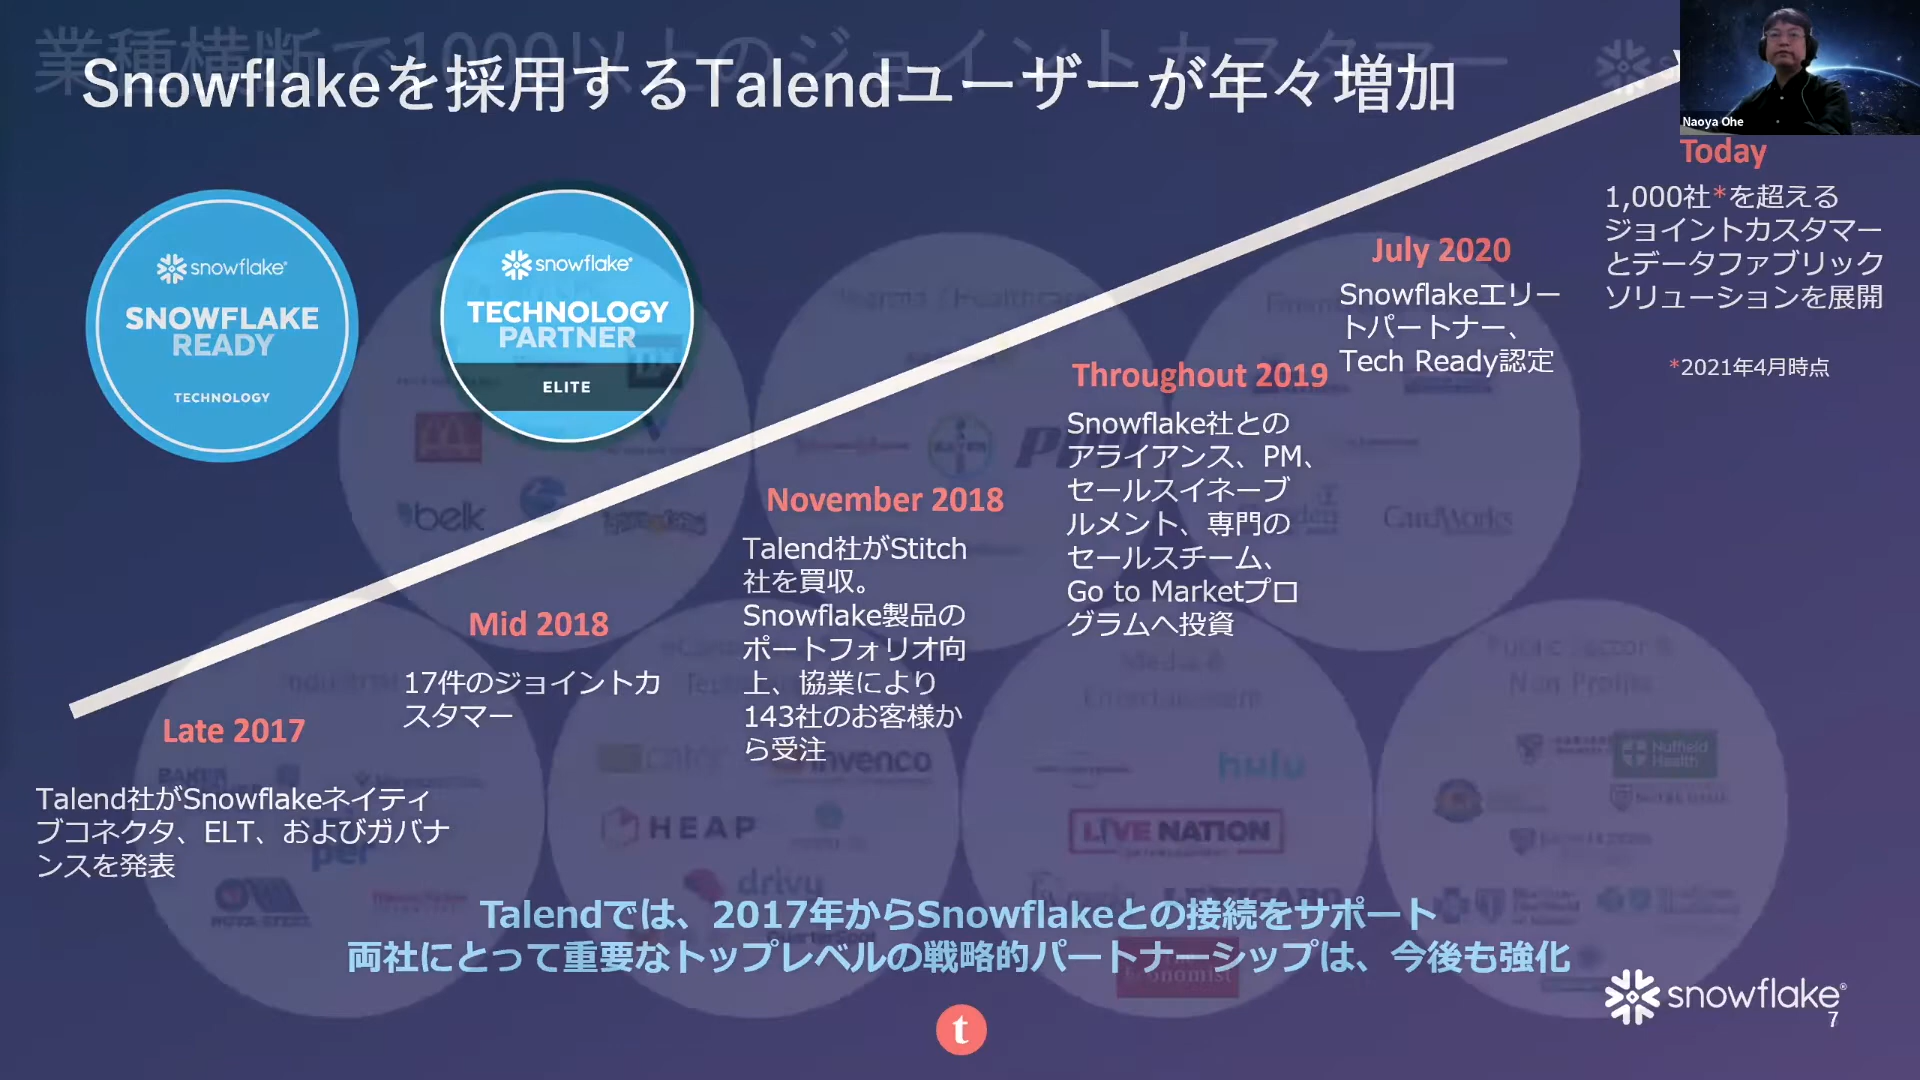 業種横断で1000以上のジョイントカスタマー
Snowflakeを採用するTalendユーザーが年々増加
Naoya Ohe
Today
1,000社*を超える
ジョイントカスタマー
とデータファブリック
ソリューションを展開
*2021年4月時点
snowflake
SNOWFLAKE
READY
TECHNOLOGY
snowflake
TECHNOLOGY
PARTNER
ELITE
July 2020
Snowflakeエリー
トパートナー、
Tech Ready認定
Throughout 2019
Snowflake社との
アライアンス、PM、
セールスイネーブ
ルメント、専門の
セールスチーム、
Go to Marketプロ
グラムへ投資
November 2018
Talend社がStitch
社を買収。
Snowflake製品の
ポートフォリオ向
上、協業により
143社のお客様か
ら受注
Mid 2018
17件のジョイントカ
スタマー
Late 2017
Talend社がSnowflakeネイティ
ブコネクタ、ELT、およびガバナ
ンスを発表
belk
CardWorks
hulu
Nuffield
Health
invenco
HEAP
LIVE NATION
drivy
Talendでは、2017年からSnowflakeとの接続をサポート
両社にとって重要なトップレベルの戦略的パートナーシップは、今後も強化
t
snowflake
7